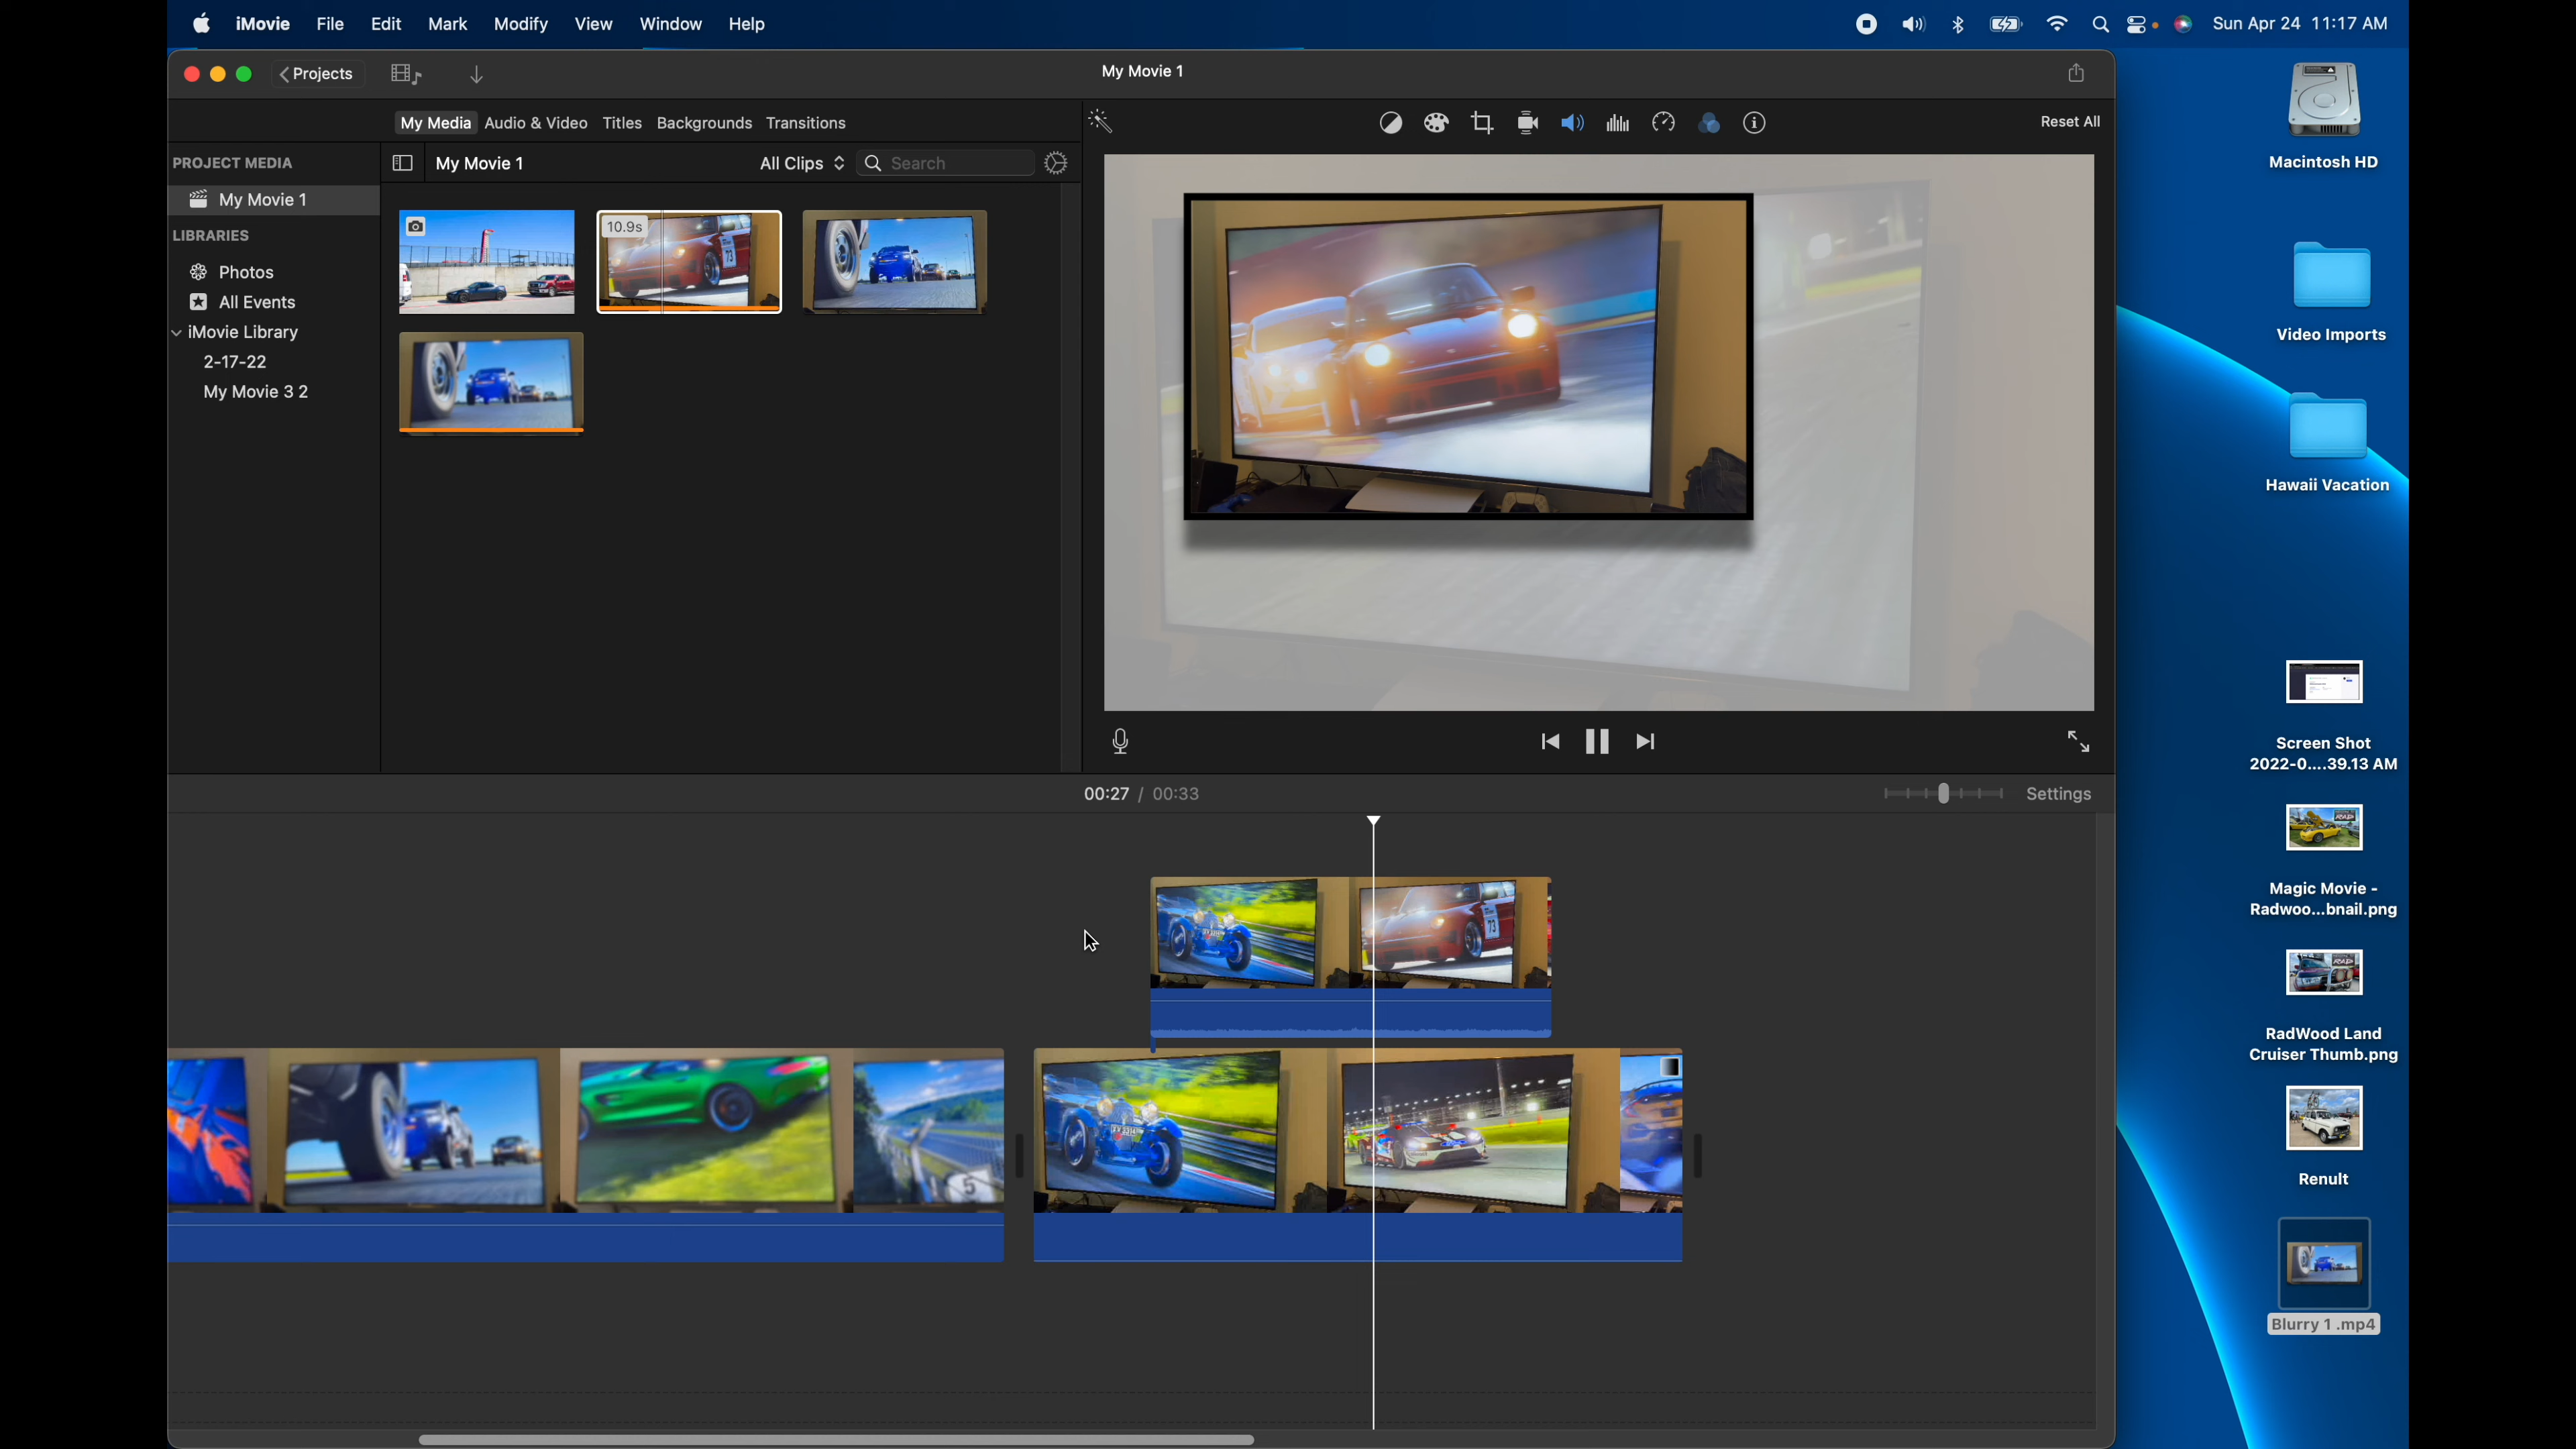 iMovie File Edit Mark Modify View Window Help
Sun Apr 24 11:17 AM
Projects
My Movie 1
My Media Audio & Video Titles Backgrounds Transitions
Reset All
PROJECT MEDIA
My Movie 1
All Clips
Search
My Movie 1
LIBRARIES
Photos
All Events
iMovie Library
2-17-22
My Movie 3 2
10.9s
73
00:27 / 00:33
Settings
73
5
Macintosh HD
Video Imports
Hawaii Vacation
Screen Shot
2022-0....39.13 AM
Magic Movie -
Radwoo...bnail.png
RadWood Land
Cruiser Thumb.png
Renult
Blurry 1 .mp4